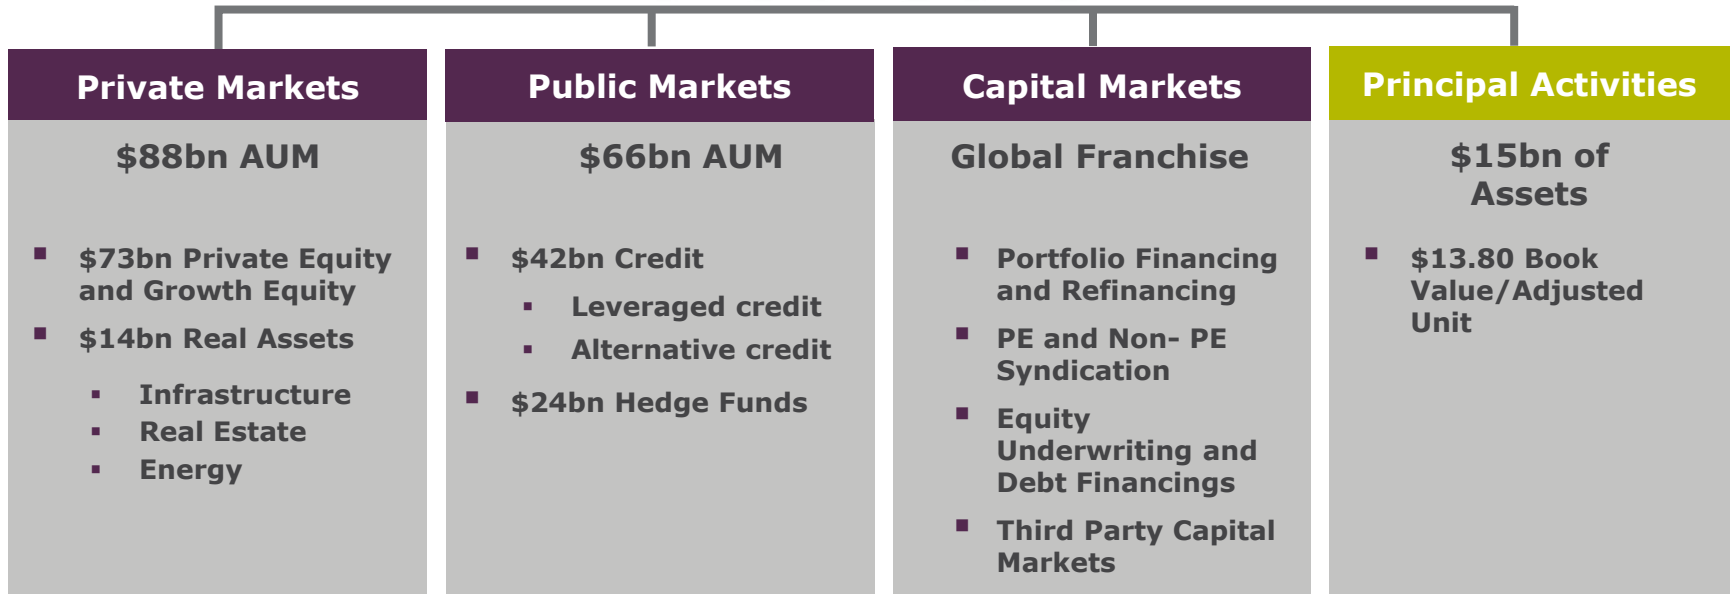 Private Markets
$88bn AUM
▪ $73bn Private Equity
and Growth Equity
▪ $14bn Real Assets
▪ Infrastructure
▪ Real Estate
▪ Energy
Public Markets
$66bn AUM
▪ $42bn Credit
▪ Leveraged credit
▪ Alternative credit
▪ $24bn Hedge Funds
Capital Markets
Global Franchise
▪ Portfolio Financing
and Refinancing
▪ PE and Non- PE
Syndication
▪ Equity
Underwriting and
Debt Financings
▪ Third Party Capital
Markets
Principal Activities
$15bn of
Assets
▪ $13.80 Book
Value/Adjusted
Unit